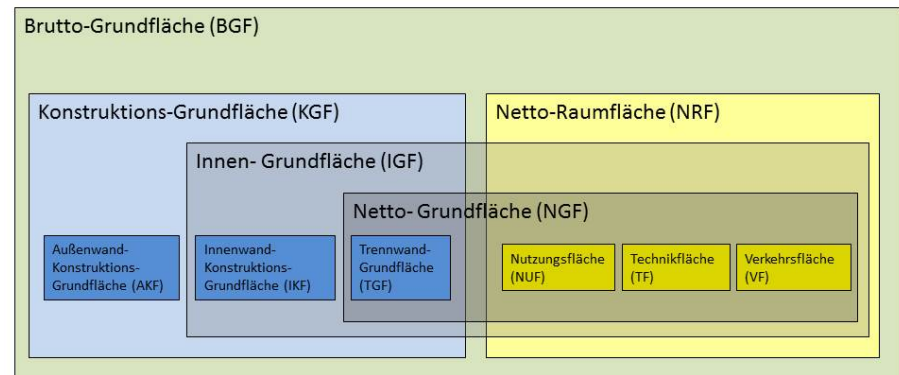 Brutto-Grundfläche (BGF)
Konstruktions-Grundfläche (KGF)
Netto-Raumfläche (NRF)
Innen- Grundfläche (IGF)
Netto- Grundfläche (NGF)
Außenwand-
Konstruktions-
Grundfläche (AKF)
Innenwand-
Konstruktions-
Grundfläche (IKF)
Trennwand-
Grundfläche
(TGF)
Nutzungsfläche
(NUF)
Technikfläche
(TF)
Verkehrsfläche
(VF)